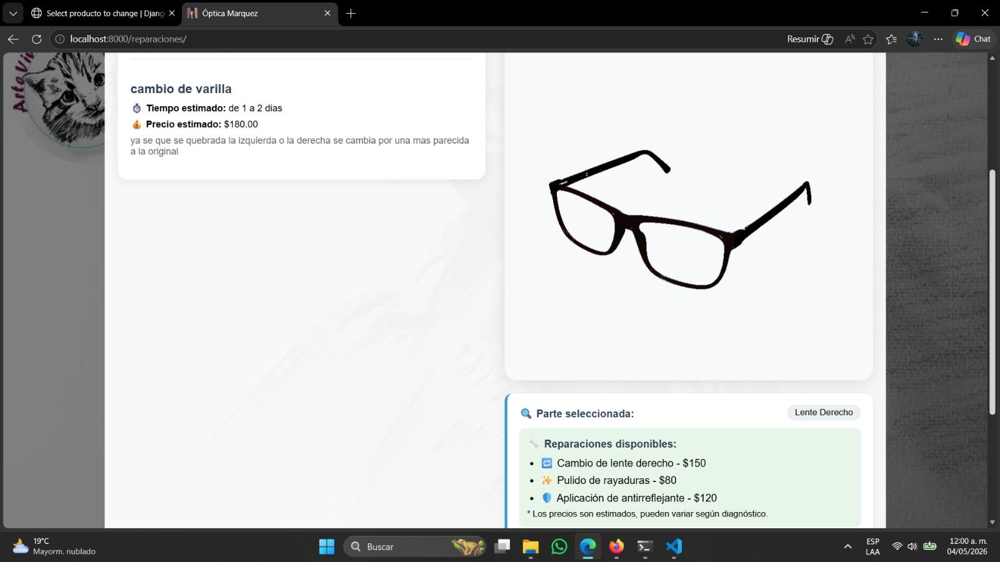 Select producto to change | Djang
Óptica Marquez
localhost:8000/reparaciones/
Resumir
Chat
Arte Viv
cambio de varilla
Tiempo estimado: de 1 a 2 dias
Precio estimado: $180.00
ya se que se quebrada la izquierda o la derecha se cambia por una mas parecida
a la original
Parte seleccionada:
Lente Derecho
Reparaciones disponibles:
Cambio de lente derecho - $150
Pulido de rayaduras - $80
Aplicación de antirreflejante - $120
* Los precios son estimados, pueden variar según diagnóstico.
19°C
Mayorm. nublado
Buscar
ESP
LAA
12:00 a. m.
04/05/2026